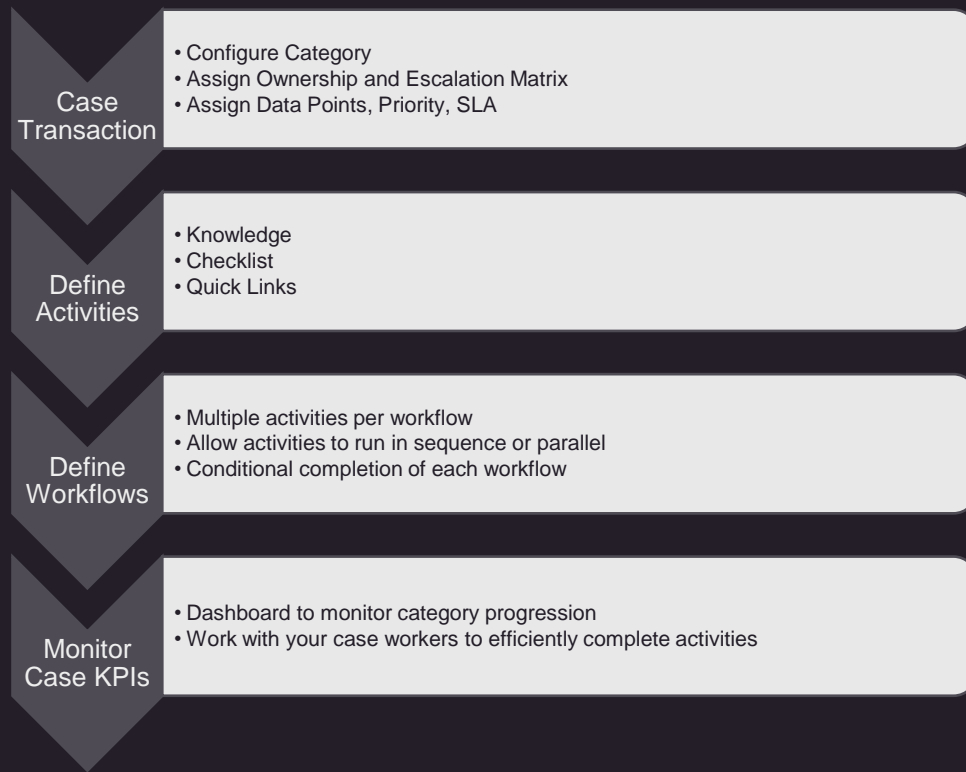 Case
Transaction
• Configure Category
• Assign Ownership and Escalation Matrix
• Assign Data Points, Priority, SLA
Define
Activities
• Knowledge
• Checklist
• Quick Links
Define
Workflows
• Multiple activities per workflow
• Allow activities to run in sequence or parallel
• Conditional completion of each workflow
Monitor
Case KPIs
• Dashboard to monitor category progression
• Work with your case workers to efficiently complete activities